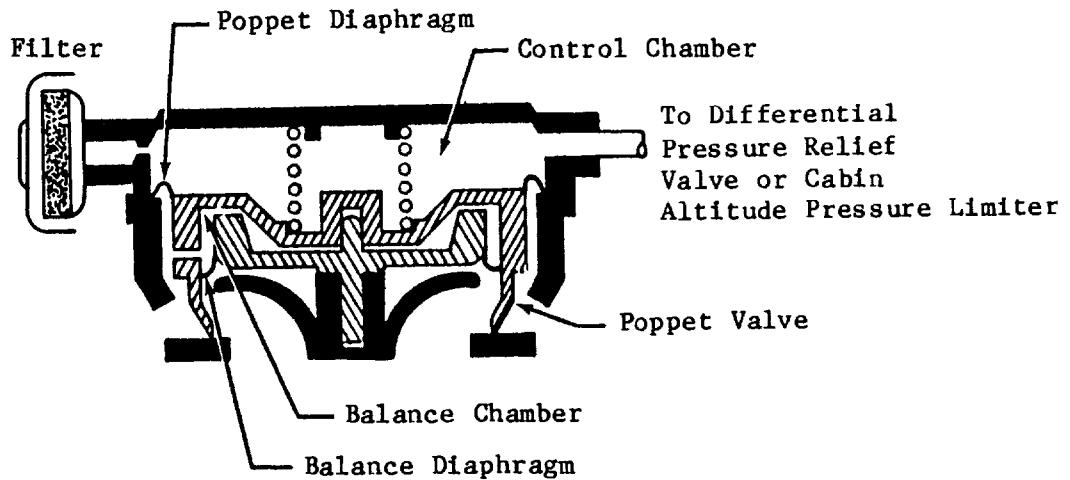 Poppet Diaphragm
Filter
Control Chamber
To Differential
Pressure Relief
Valve or Cabin
Altitude Pressure Limiter
Poppet Valve
Balance Chamber
Balance Diaphragm